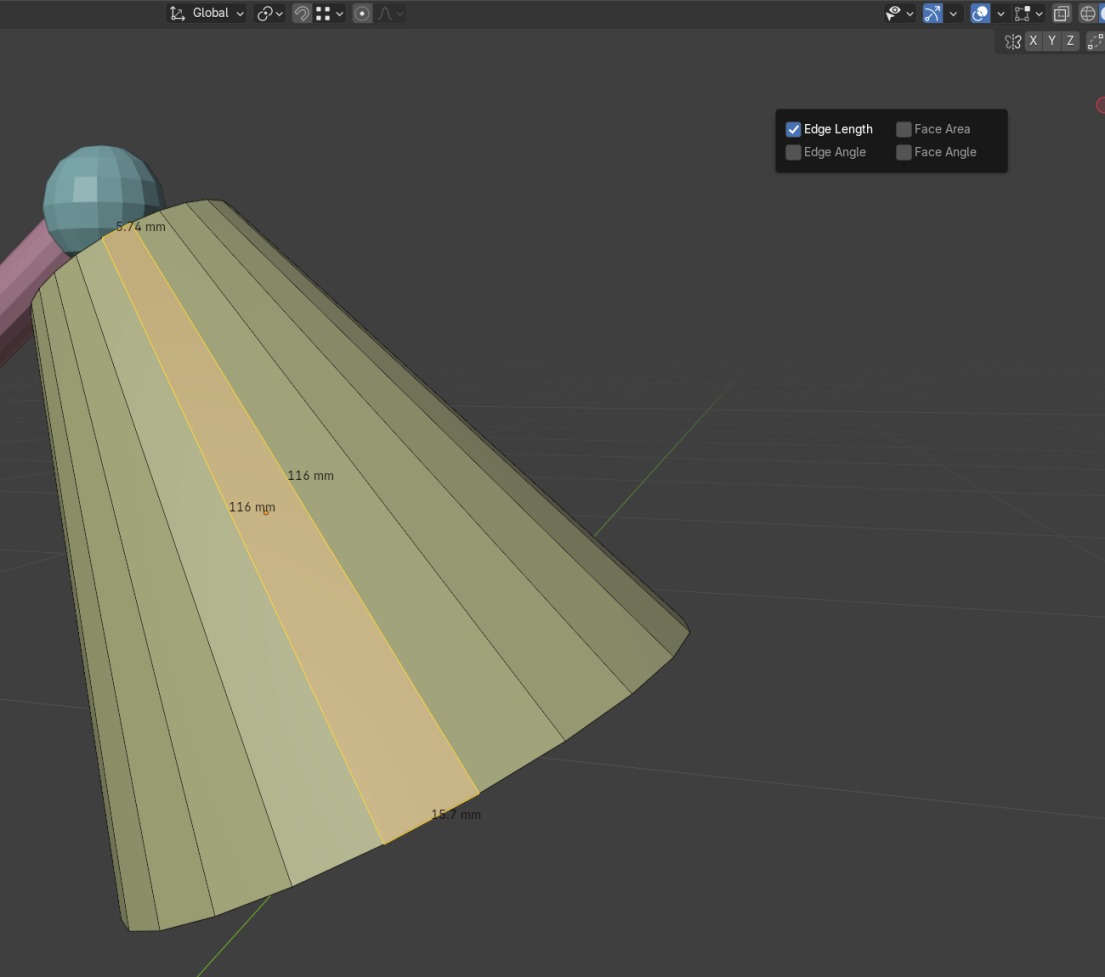 Global
X Y Z
Edge Length Face Area
Edge Angle Face Angle
5.74 mm
116 mm
116 mm
15.7 mm